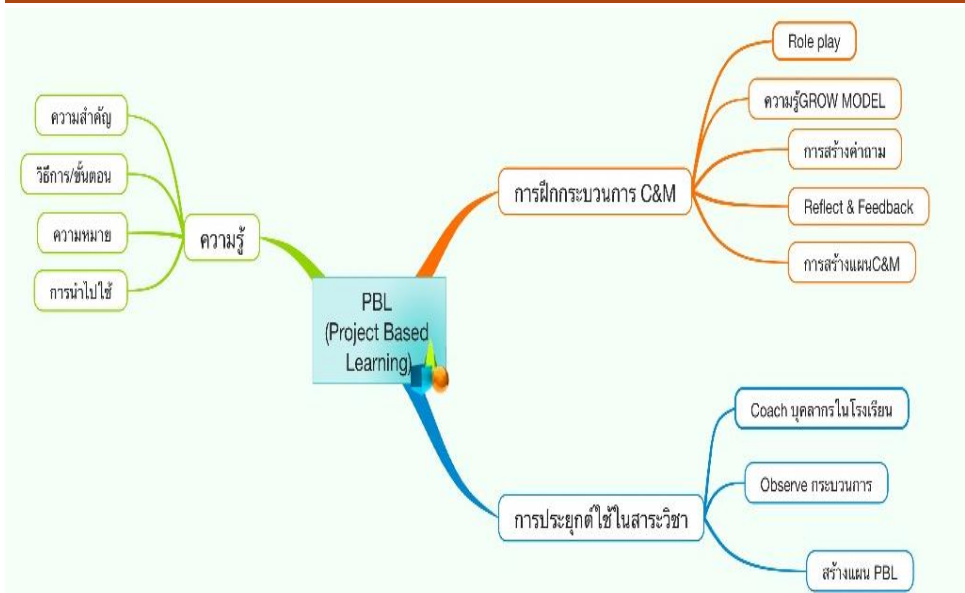 PBL
(Project Based
Learning)
ความรู้
ความสำคัญ
วิธีการ/ขั้นตอน
ความหมาย
การนำไปใช้
การฝึกกระบวนการ C&M
Role play
ความรู้GROW MODEL
การสร้างคำถาม
Reflect & Feedback
การสร้างแผนC&M
การประยุกต์ใช้ในสาระวิชา
Coach บุคลากรในโรงเรียน
Observe กระบวนการ
สร้างแผน PBL